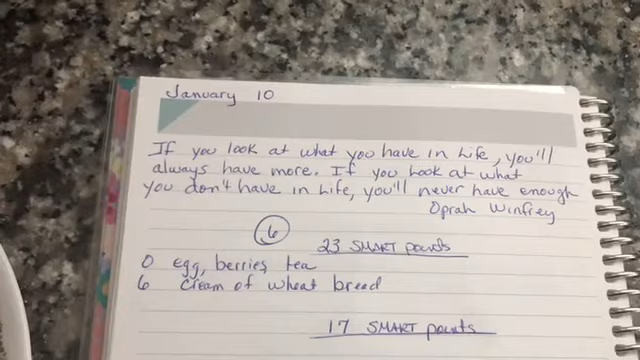 January 10
If you look at what you have in Life, you'll
always have more. If you Look at what
you don't have in Life, you'll never have enough
Oprah Winfrey
6
23 SMART points
0 egg, berries, tea
6 Cream of wheat bread
17 SMART points